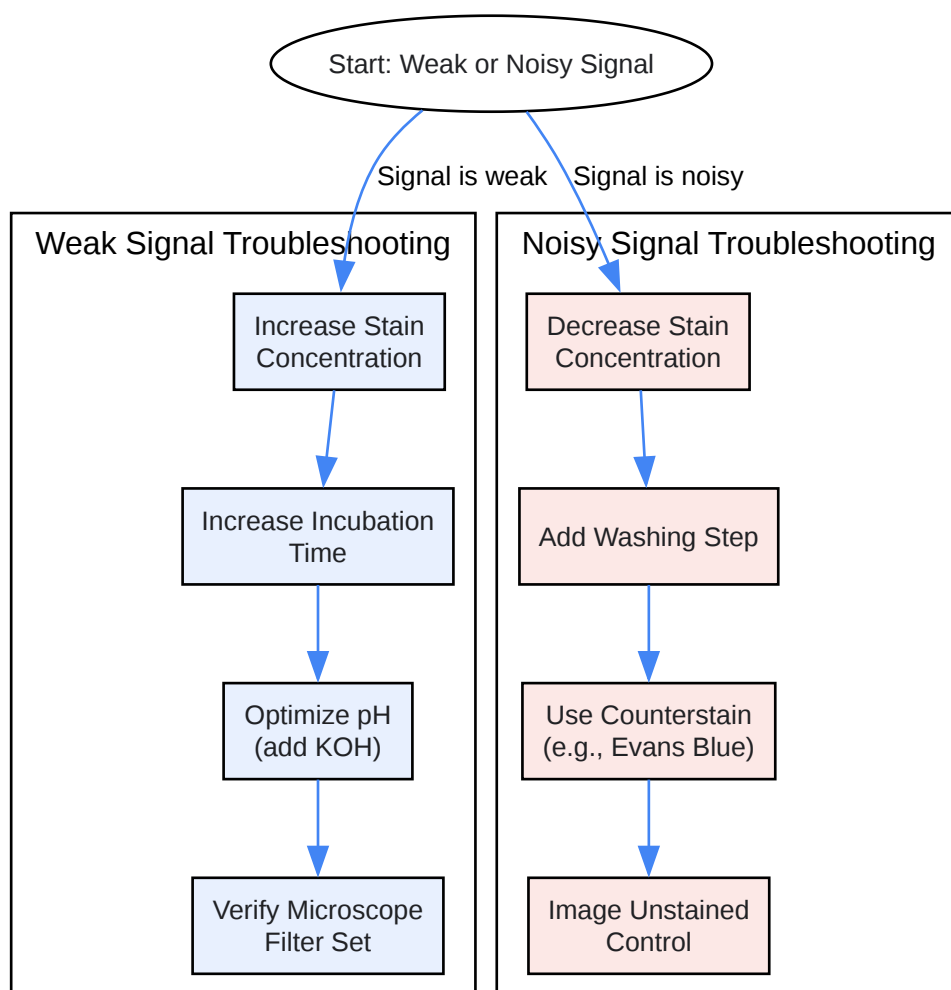 Start: Weak or Noisy Signal
Signal is weak
Signal is noisy
Weak Signal Troubleshooting
Increase Stain
Concentration
Increase Incubation
Time
Optimize pH
(add KOH)
Verify Microscope
Filter Set
Noisy Signal Troubleshooting
Decrease Stain
Concentration
Add Washing Step
Use Counterstain
(e.g., Evans Blue)
Image Unstained
Control